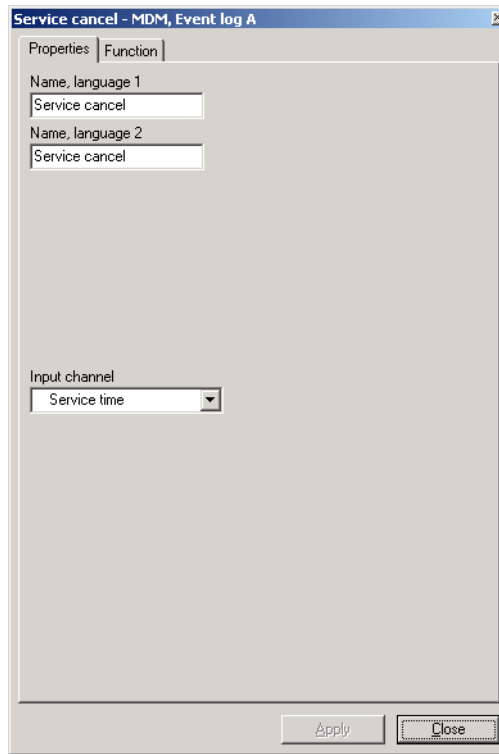 Service cancel - MDM, Event log A
Properties Function
Name, language 1
Service cancel
Name, language 2
Service cancel
Input channel
Service time
Apply Close